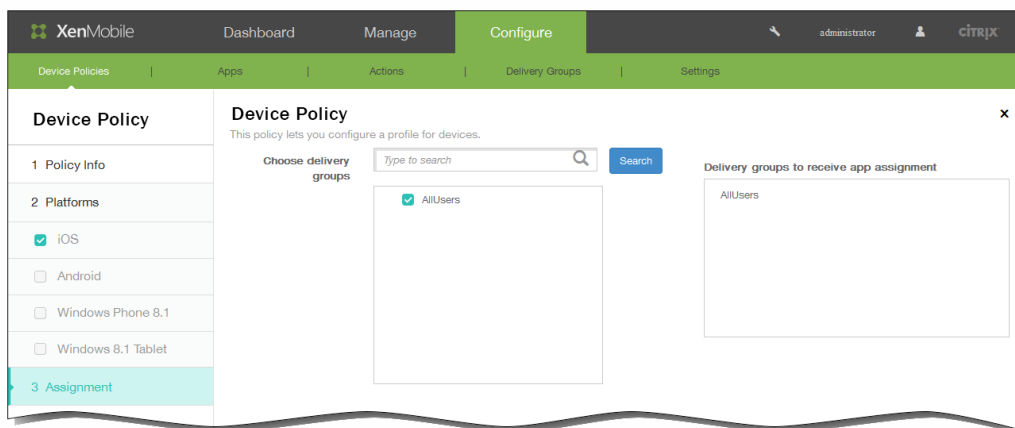 XenMobile Dashboard Manage Configure administrator CITRIX
Device Policies | Apps | Actions | Delivery Groups | Settings
Device Policy
1 Policy Info
2 Platforms
iOS
Android
Windows Phone 8.1
Windows 8.1 Tablet
3 Assignment
Device Policy x
This policy lets you configure a profile for devices.
Choose delivery
groups
Type to search
Search
AllUsers
Delivery groups to receive app assignment
AllUsers